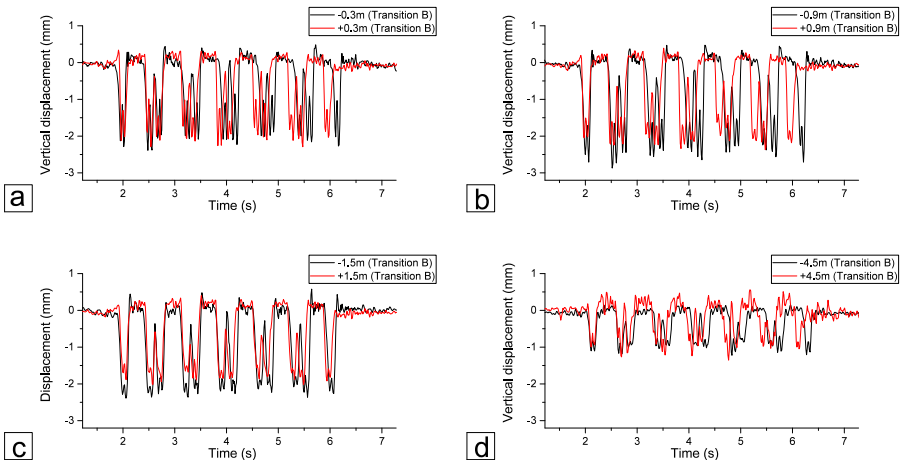 -0.3m (Transition B)
+0.3m (Transition B)
Vertical displacement (mm)
1
0
-1
-2
-3
2 3 4 5 6 7
Time (s)
a
-0.9m (Transition B)
+0.9m (Transition B)
Vertical displacement (mm)
1
0
-1
-2
-3
2 3 4 5 6 7
Time (s)
b
-1.5m (Transition B)
+1.5m (Transition B)
Displacement (mm)
1
0
-1
-2
-3
2 3 4 5 6 7
Time (s)
c
-4.5m (Transition B)
+4.5m (Transition B)
Vertical displacement (mm)
1
0
-1
-2
-3
2 3 4 5 6 7
Time (s)
d